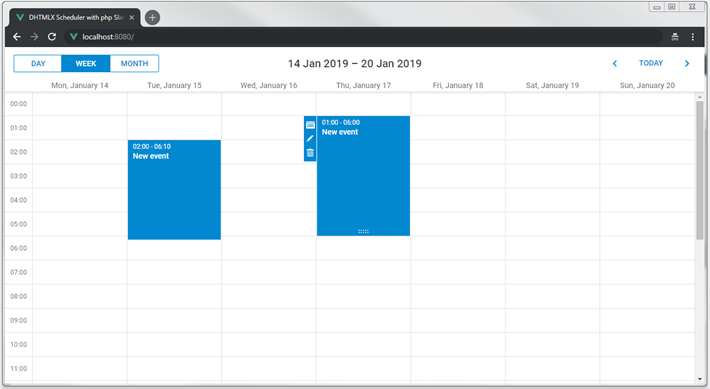 DHTMLX Scheduler with php Slim
localhost:8080/
DAY WEEK MONTH
14 Jan 2019 – 20 Jan 2019
TODAY
Mon, January 14 Tue, January 15 Wed, January 16 Thu, January 17 Fri, January 18 Sat, January 19 Sun, January 20
00:00
01:00
01:00 - 06:00
New event
02:00
02:00 - 06:10
New event
03:00
04:00
05:00
06:00
07:00
08:00
09:00
10:00
11:00